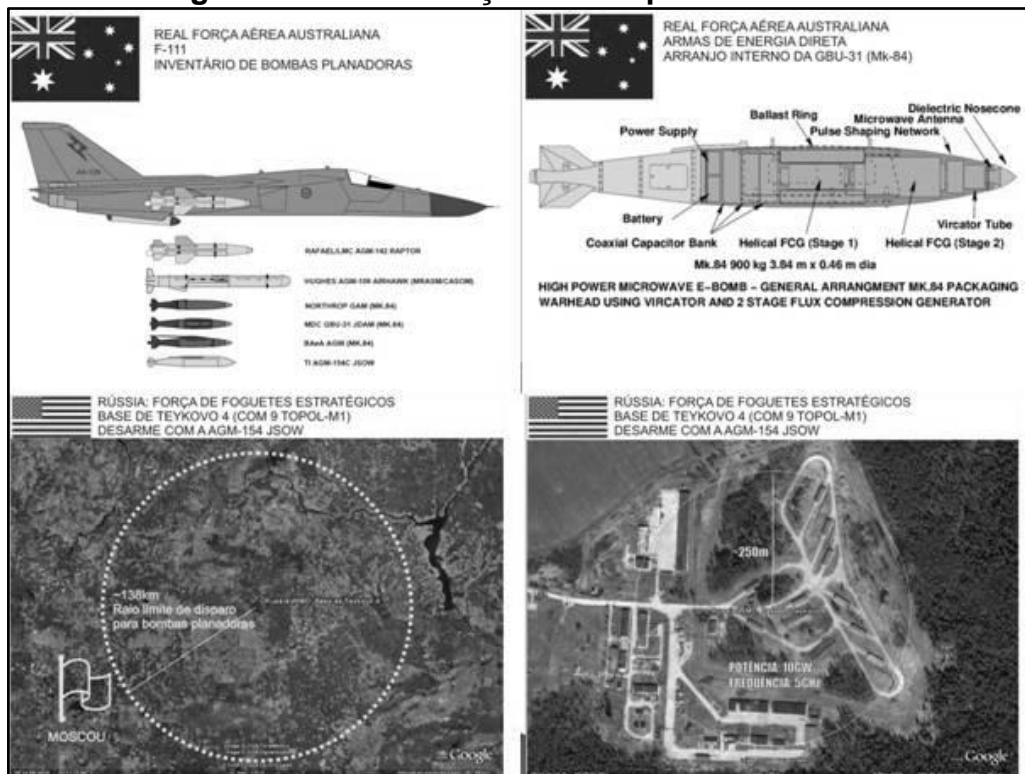 REAL FORÇA AÉREA AUSTRALIANA
F-111
INVENTÁRIO DE BOMBAS PLANADORAS
RAFAEL/LMC AGM-142 RAPTOR
HUGHES AGM-109 AIRHAWK (MRASM/CASOM)
NORTHROP GAM (MK.84)
MDC GBU-31 JDAM (MK.84)
BAeA AGM (MK.84)
TI AGM-154C JSOW
REAL FORÇA AÉREA AUSTRALIANA
ARMAS DE ENERGIA DIRETA
ARRANJO INTERNO DA GBU-31 (Mk-84)
Dielectric Nosecone
Ballast Ring
Microwave Antenna
Power Supply
Pulse Shaping Network
Battery
Vircator Tube
Coaxial Capacitor Bank
Helical FCG (Stage 1)
Helical FCG (Stage 2)
Mk.84 900 kg 3.84 m x 0.46 m dia
HIGH POWER MICROWAVE E-BOMB - GENERAL ARRANGMENT MK.84 PACKAGING
WARHEAD USING VIRCATOR AND 2 STAGE FLUX COMPRESSION GENERATOR
RÚSSIA: FORÇA DE FOGUETES ESTRATÉGICOS
BASE DE TEYKOVO 4 (COM 9 TOPOL-M1)
DESARME COM A AGM-154 JSOW
~138km
Raio limite de disparo
para bombas planadoras
MOSCOU
Google
RÚSSIA: FORÇA DE FOGUETES ESTRATÉGICOS
BASE DE TEYKOVO 4 (COM 9 TOPOL-M1)
DESARME COM A AGM-154 JSOW
~250m
POTÊNCIA: 10GW
FREQUÊNCIA: 5GHz
Google